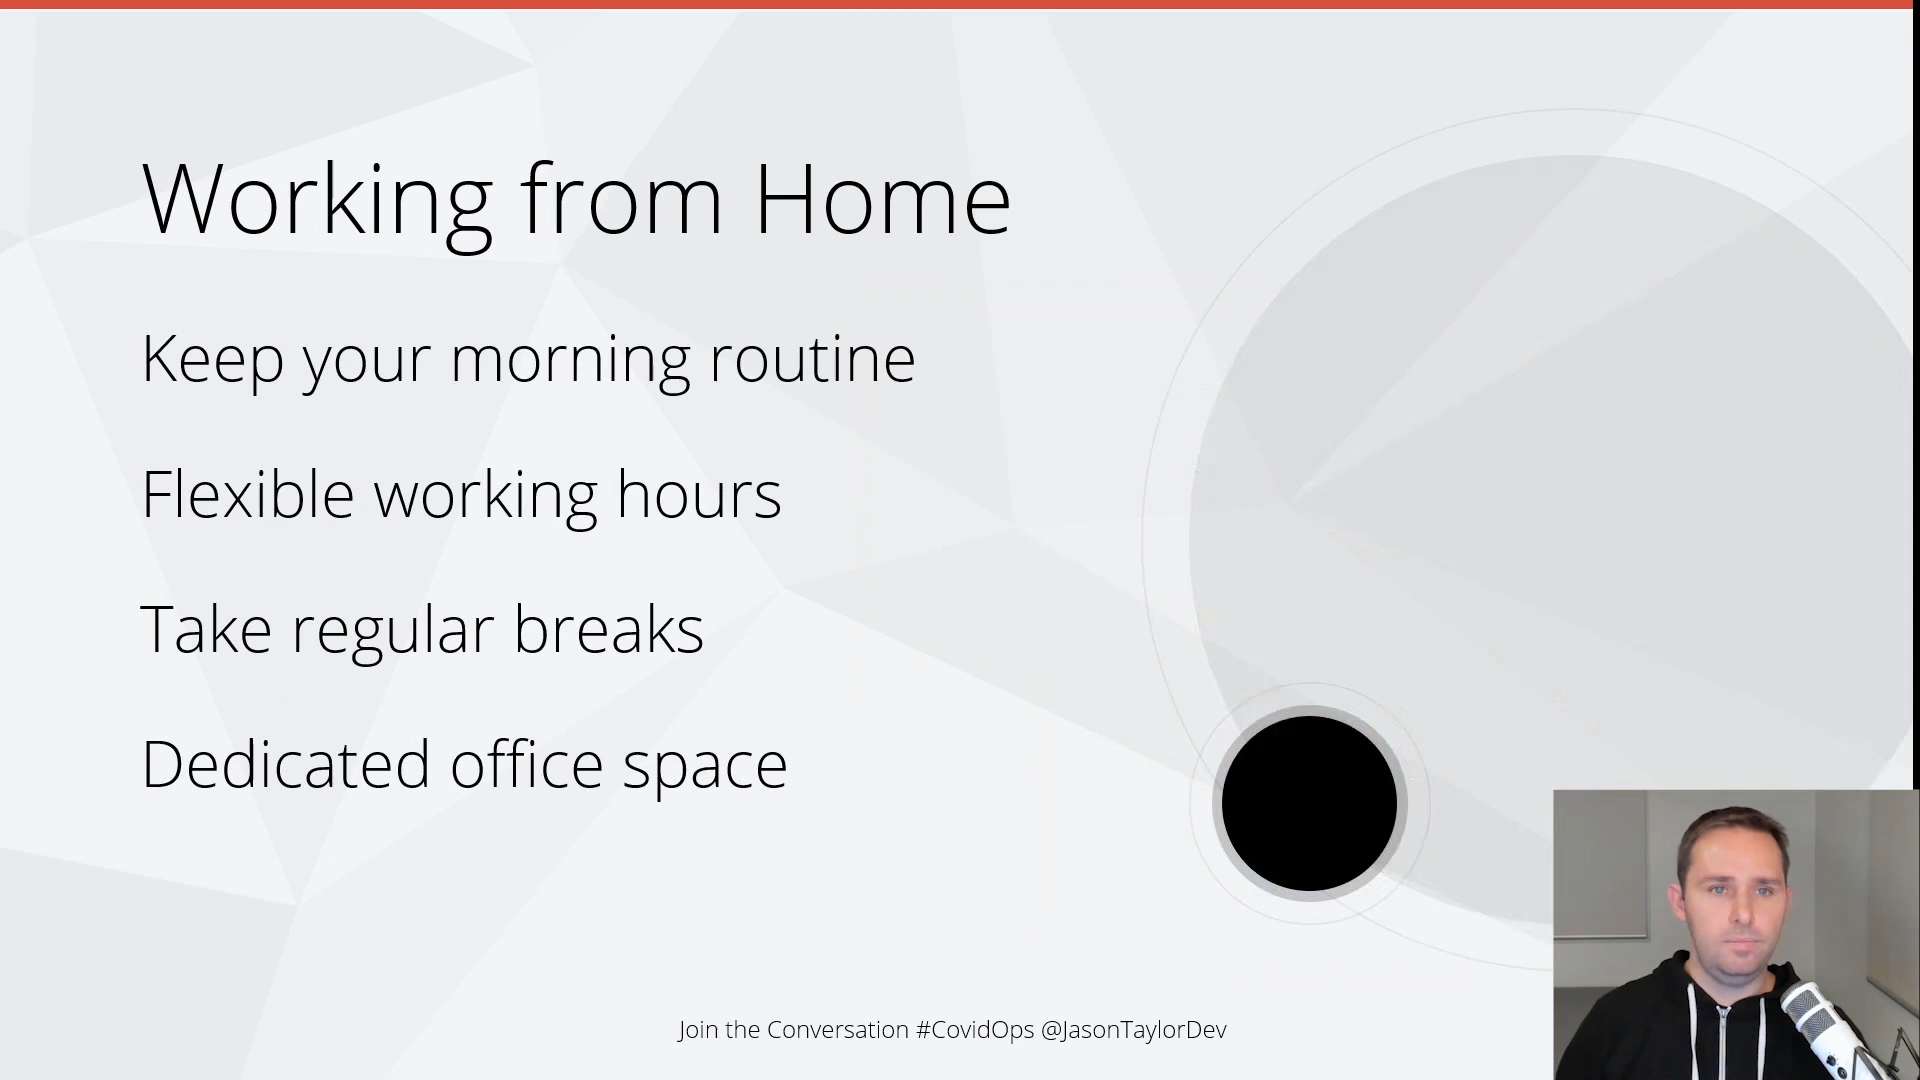 Working from Home
Keep your morning routine
Flexible working hours
Take regular breaks
Dedicated office space
Join the Conversation #CovidOps @JasonTaylorDev